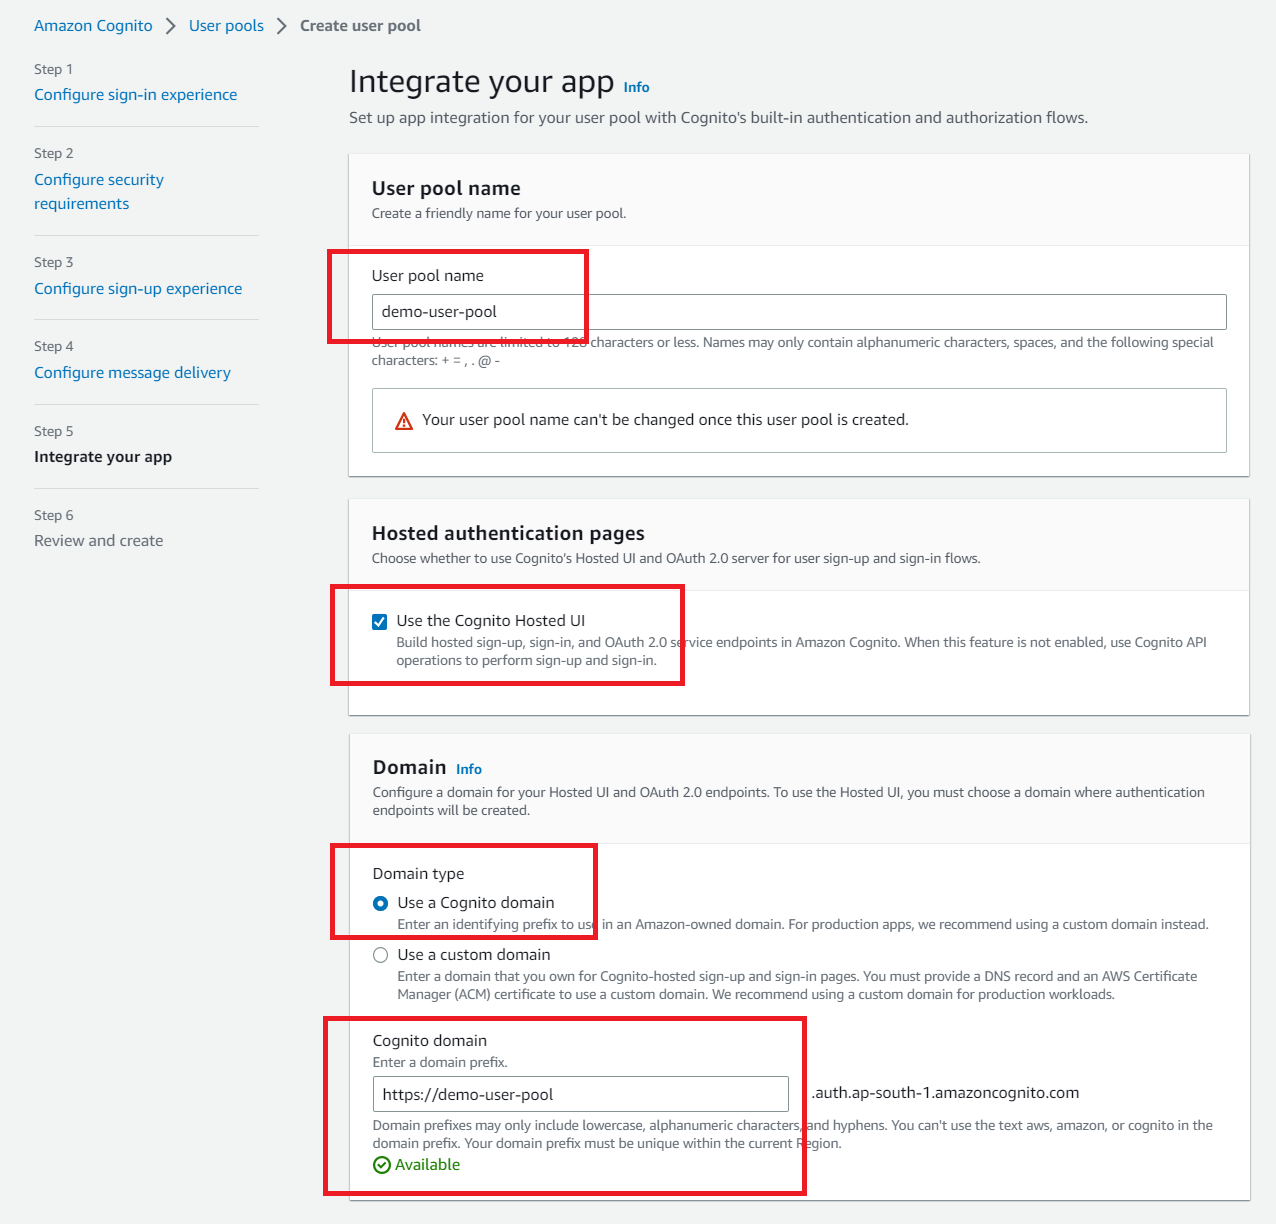 Amazon Cognito > User pools > Create user pool
Step 1
Configure sign-in experience
Step 2
Configure security
requirements
Step 3
Configure sign-up experience
Step 4
Configure message delivery
Step 5
Integrate your app
Step 6
Review and create
Integrate your app Info
Set up app integration for your user pool with Cognito's built-in authentication and authorization flows.
User pool name
Create a friendly name for your user pool.
User pool name
demo-user-pool
User pool names are limited to 128 characters or less. Names may only contain alphanumeric characters, spaces, and the following special
characters: + = , . @ -
Your user pool name can't be changed once this user pool is created.
Hosted authentication pages
Choose whether to use Cognito's Hosted UI and OAuth 2.0 server for user sign-up and sign-in flows.
Use the Cognito Hosted UI
Build hosted sign-up, sign-in, and OAuth 2.0 service endpoints in Amazon Cognito. When this feature is not enabled, use Cognito API
operations to perform sign-up and sign-in.
Domain Info
Configure a domain for your Hosted UI and OAuth 2.0 endpoints. To use the Hosted UI, you must choose a domain where authentication
endpoints will be created.
Domain type
Use a Cognito domain
Enter an identifying prefix to use in an Amazon-owned domain. For production apps, we recommend using a custom domain instead.
Use a custom domain
Enter a domain that you own for Cognito-hosted sign-up and sign-in pages. You must provide a DNS record and an AWS Certificate
Manager (ACM) certificate to use a custom domain. We recommend using a custom domain for production workloads.
Cognito domain
Enter a domain prefix.
https://demo-user-pool .auth.ap-south-1.amazoncognito.com
Domain prefixes may only include lowercase, alphanumeric characters, and hyphens. You can't use the text aws, amazon, or cognito in the
domain prefix. Your domain prefix must be unique within the current Region.
Available